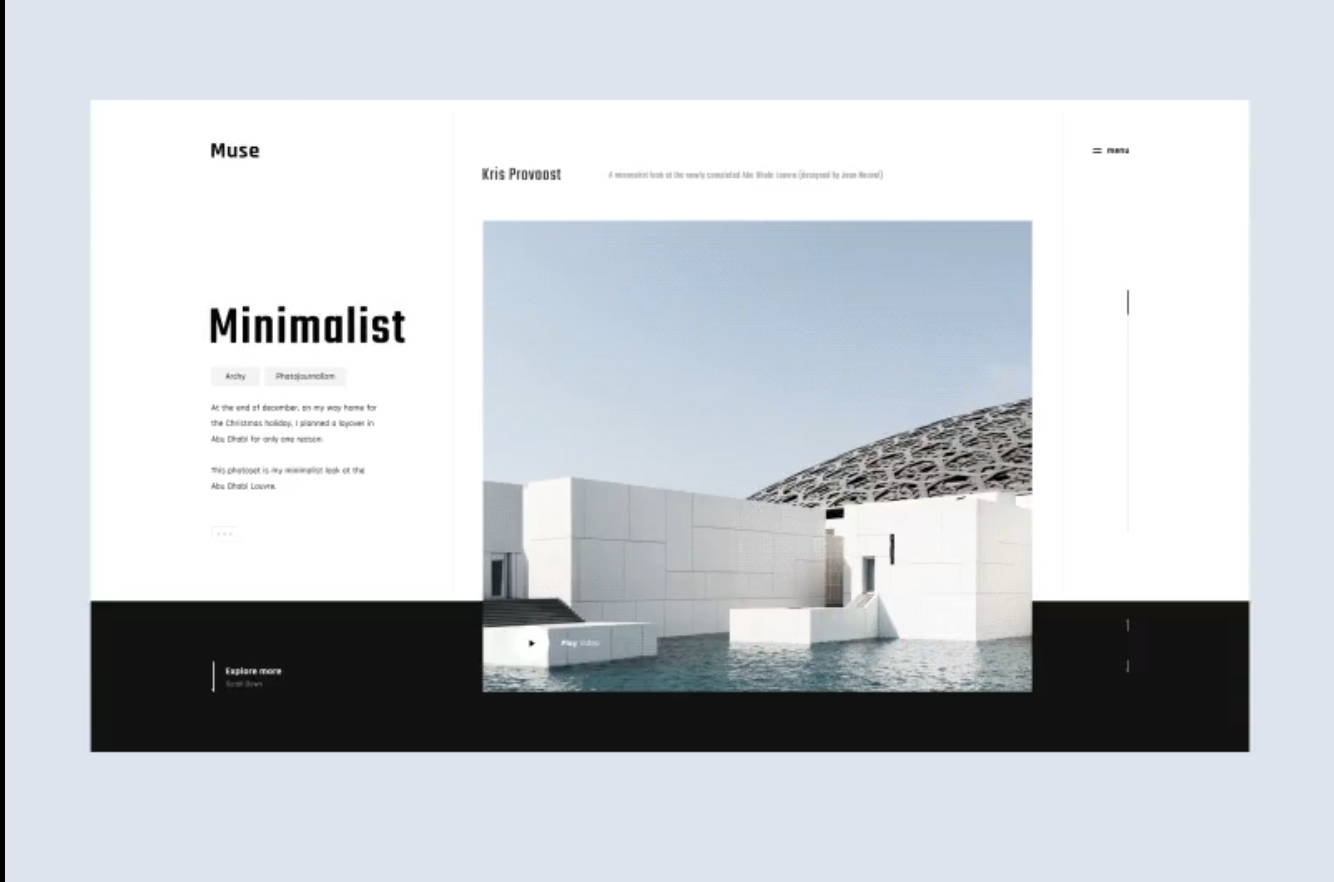 Muse
menu
Kris Provoost
A minimalist look at the newly completed Abu Dhabi Louvre (designed by Jean Nouvel)
Minimalist
Archy
Photojournalism
At the end of december, on my way home for
the Christmas holiday, I planned a layover in
Abu Dhabi for only one reason.
This photoset is my minimalist look at the
Abu Dhabi Louvre.
Play Video
Explore more
Scroll Down